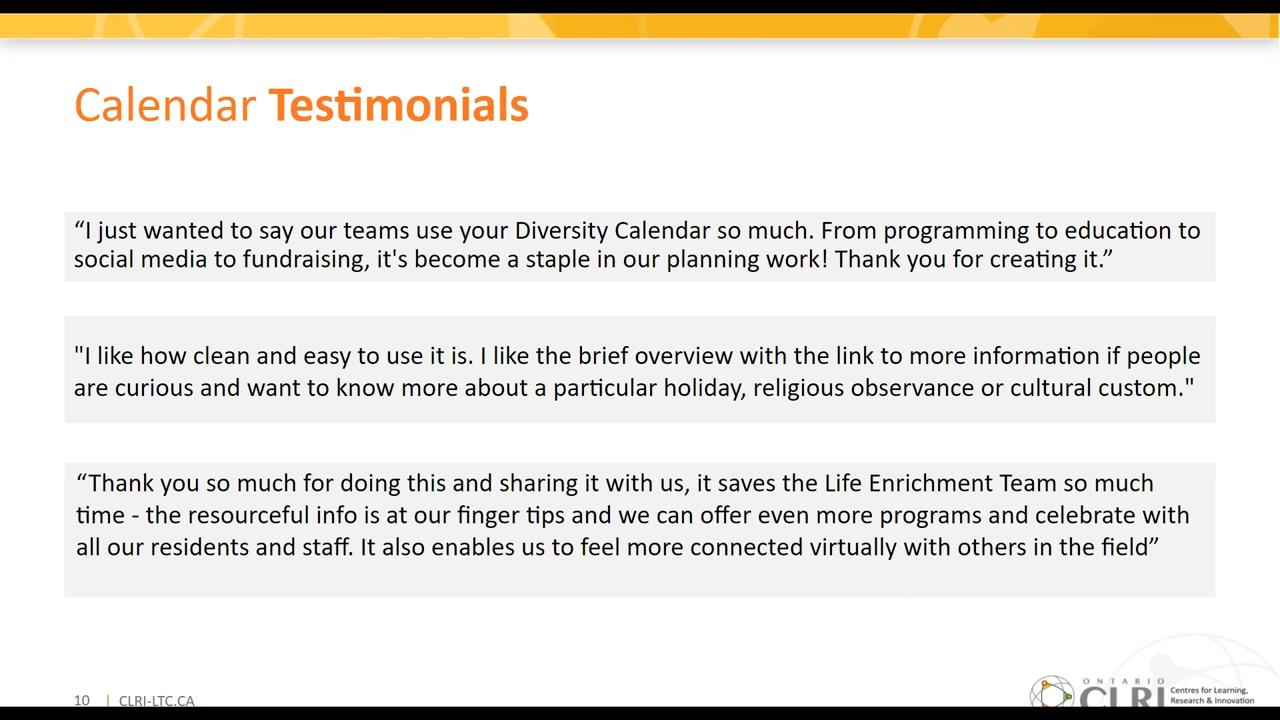 Calendar Testimonials
“I just wanted to say our teams use your Diversity Calendar so much. From programming to education to
social media to fundraising, it's become a staple in our planning work! Thank you for creating it.”
"I like how clean and easy to use it is. I like the brief overview with the link to more information if people
are curious and want to know more about a particular holiday, religious observance or cultural custom."
“Thank you so much for doing this and sharing it with us, it saves the Life Enrichment Team so much
time - the resourceful info is at our finger tips and we can offer even more programs and celebrate with
all our residents and staff. It also enables us to feel more connected virtually with others in the field”
10 | CLRI-LTC.CA
ONTARIO
CLRI
Centres for Learning,
Research & Innovation